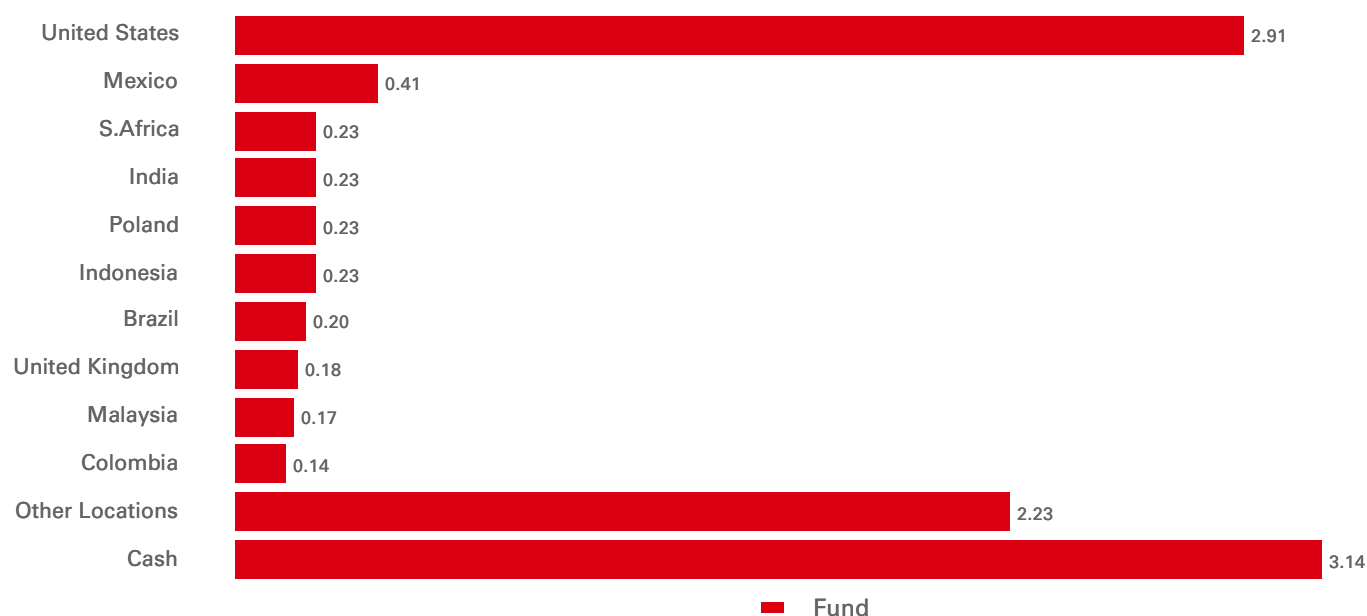 United States 2.91
Mexico 0.41
S.Africa 0.23
India 0.23
Poland 0.23
Indonesia 0.23
Brazil 0.20
United Kingdom 0.18
Malaysia 0.17
Colombia 0.14
Other Locations 2.23
Cash 3.14
Fund